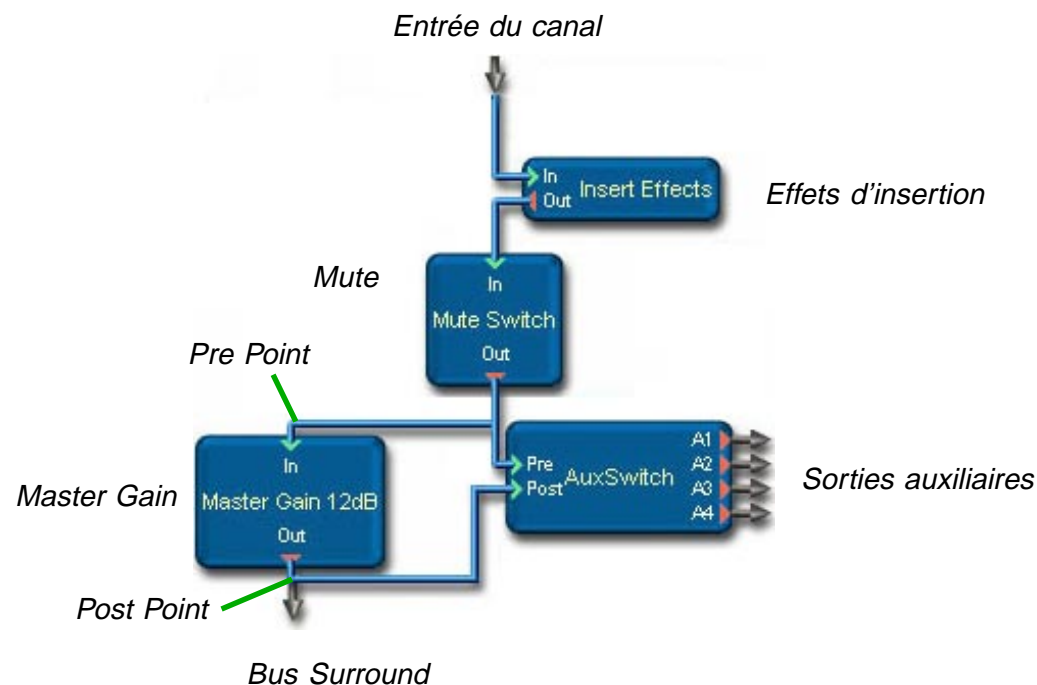 Entrée du canal
In
Out
Insert Effects
Effets d'insertion
Mute
In
Mute Switch
Out
Pre Point
Master Gain
In
Master Gain 12dB
Out
Pre
Post
AuxSwitch
A1
A2
A3
A4
Sorties auxiliaires
Post Point
Bus Surround